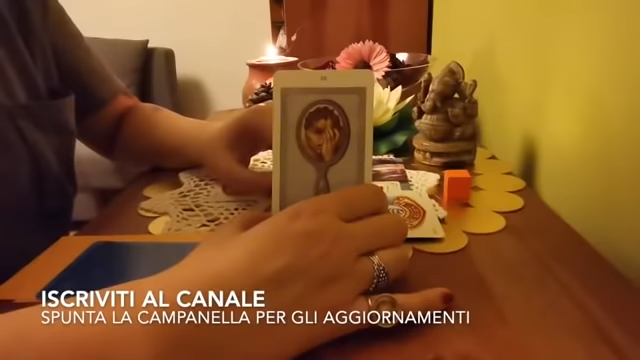 ISCRIVITI AL CANALE
SPUNTA LA CAMPANELLA PER GLI AGGIORNAMENTI